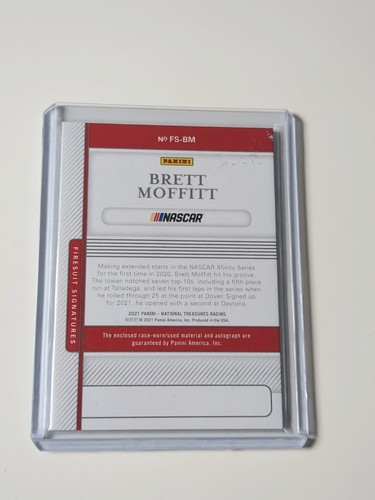 Nº FS-BM
PANINI
BRETT
MOFFITT
NASCAR
FIRESUIT SIGNATURES
Making extended starts in the NASCAR Xfinity Series
for the first time in 2020, Brett Moffitt hit his groove.
The Iowan notched seven top-10s, including a fifth-place
run at Talladega, and led his first laps in the series when
he rolled through 25 at the point at Dover. Signed up
for 2021, he opened with a second at Daytona.
2021 PANINI - NATIONAL TREASURES RACING
© 2021 Panini America, Inc. Produced in the USA.
The enclosed race-worn/used material and autograph are
guaranteed by Panini America, Inc.